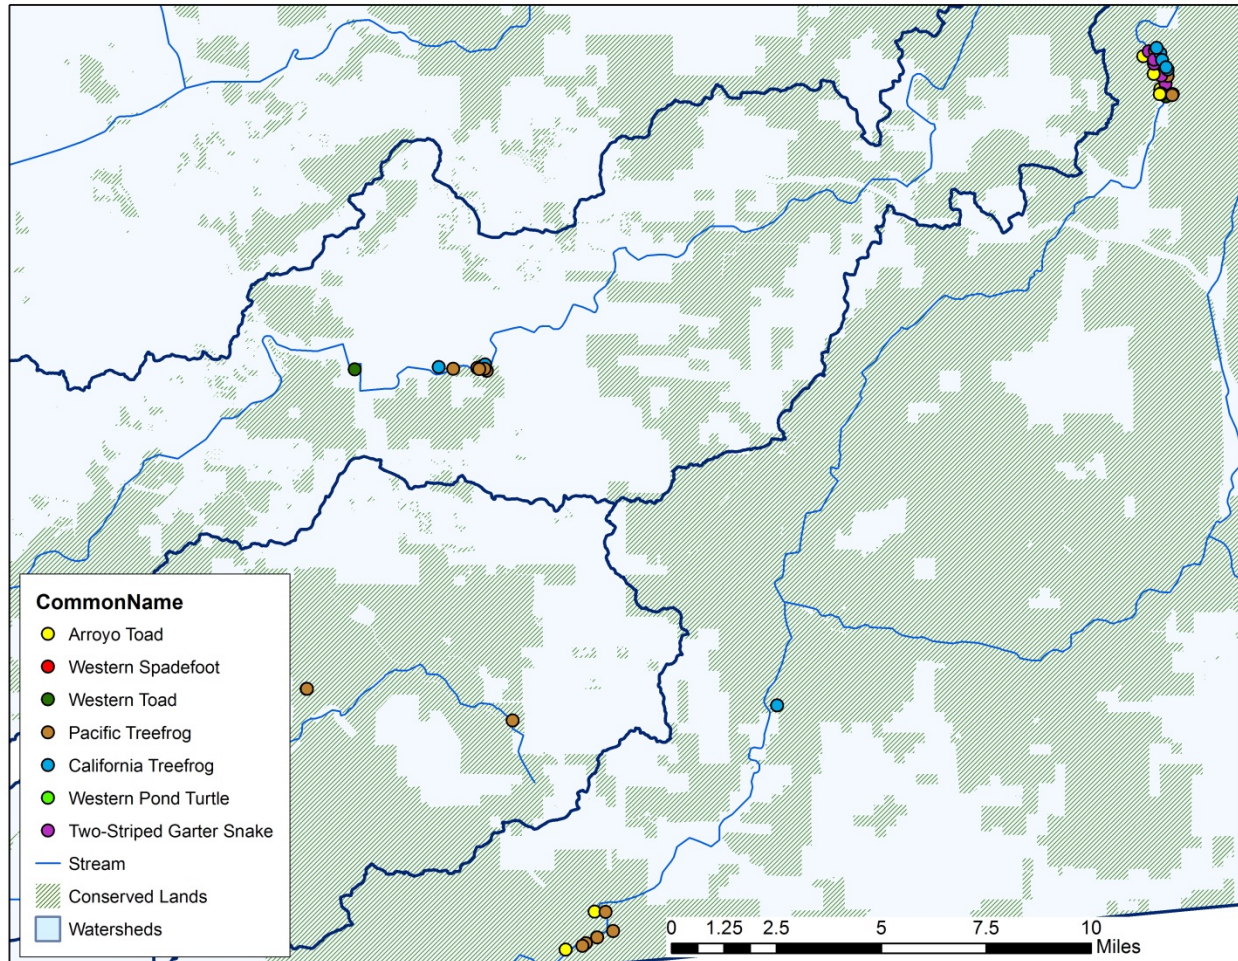 CommonName
Arroyo Toad
Western Spadefoot
Western Toad
Pacific Treefrog
California Treefrog
Western Pond Turtle
Two-Striped Garter Snake
Stream
Conserved Lands
Watersheds
0 1.25 2.5 5 7.5 10
Miles